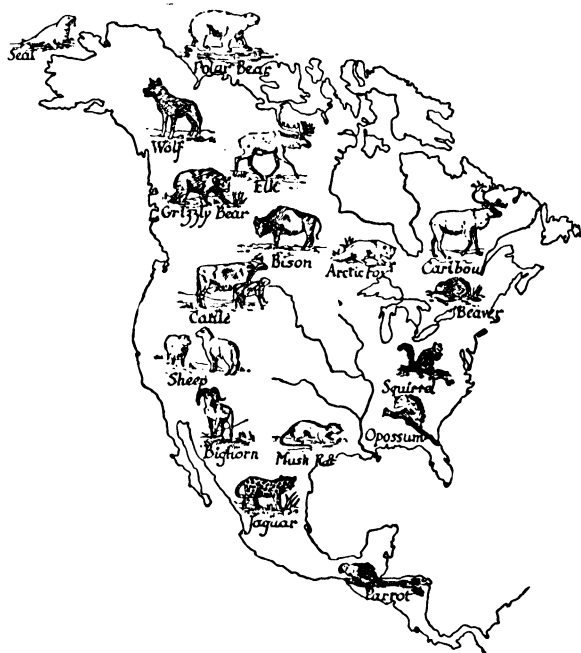 Seal
Polar Bear
Wolf
Elk
Grizzly Bear
Bison
Arctic Fox
Caribou
Cattle
Beaver
Sheep
Squirrel
Bighorn
Musk Rat
Opossum
Jaguar
Parrot